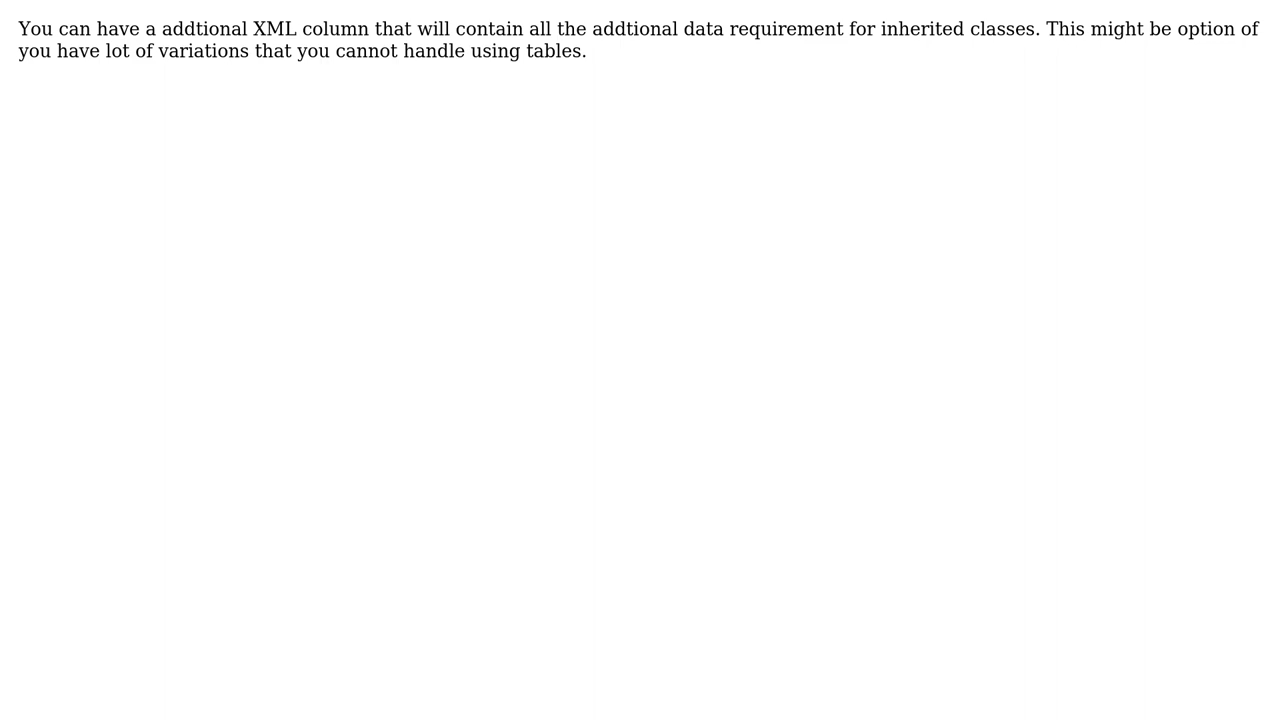 You can have a addtional XML column that will contain all the addtional data requirement for inherited classes. This might be option of
you have lot of variations that you cannot handle using tables.